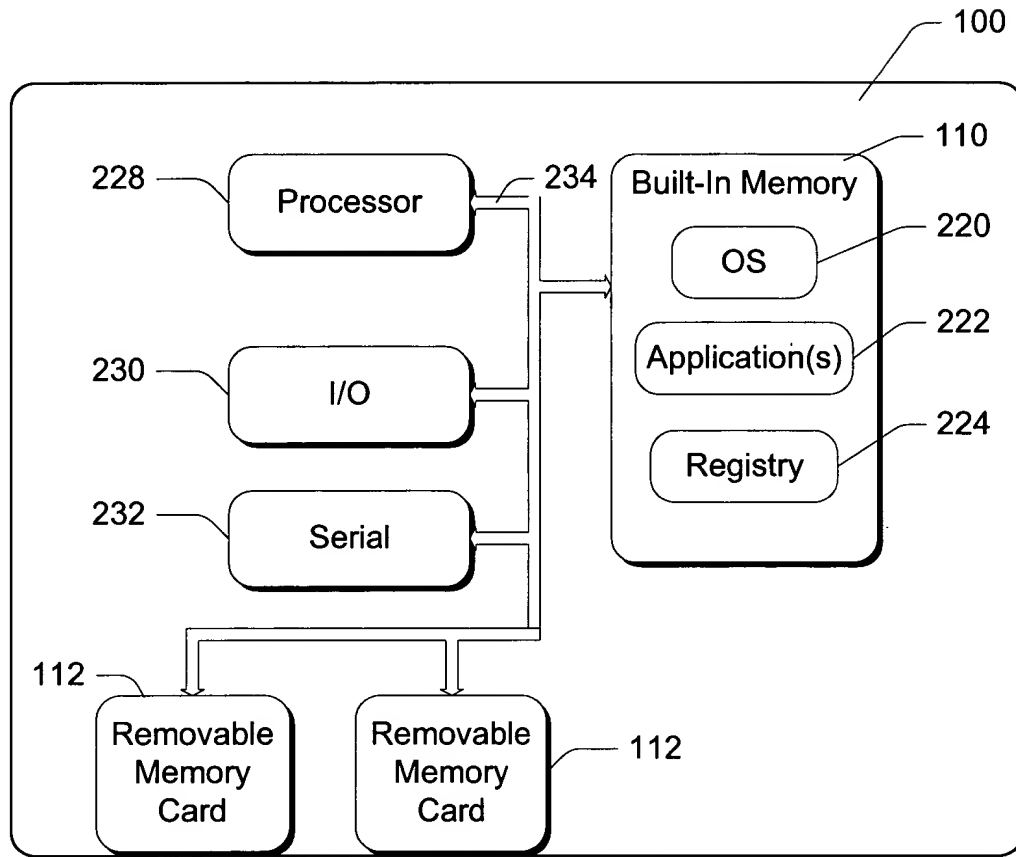 100
110
228
Processor
234
Built-In Memory
OS
220
Application(s)
222
230
I/O
Registry
224
232
Serial
112
Removable
Memory
Card
Removable
Memory
Card
112